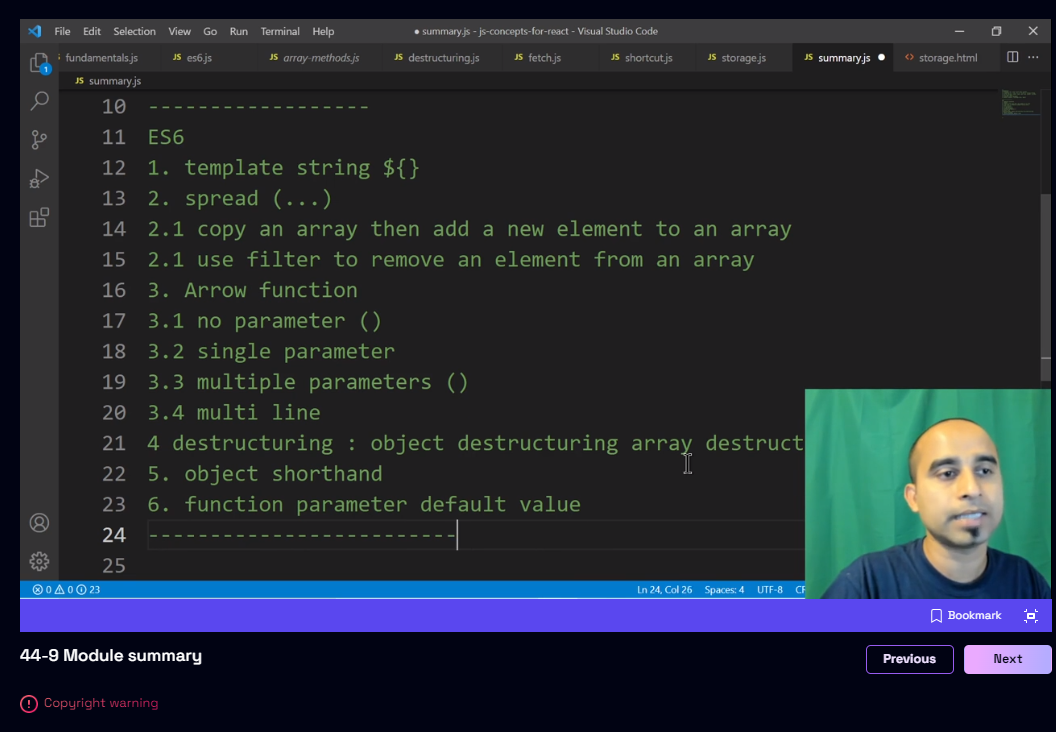 File Edit Selection View Go Run Terminal Help ● summary.js - js-concepts-for-react - Visual Studio Code
fundamentals.js JS es6.js JS array-methods.js JS destructuring.js JS fetch.js JS shortcut.js JS storage.js JS summary.js ● <> storage.html ...
1
JS summary.js
10 ------------------
11 ES6
12 1. template string ${}
13 2. spread (...)
14 2.1 copy an array then add a new element to an array
15 2.1 use filter to remove an element from an array
16 3. Arrow function
17 3.1 no parameter ()
18 3.2 single parameter
19 3.3 multiple parameters ()
20 3.4 multi line
21 4 destructuring : object destructuring array destruct
22 5. object shorthand
23 6. function parameter default value
24 -------------------------
25
0 0 23 Ln 24, Col 26 Spaces: 4 UTF-8
Bookmark
44-9 Module summary Previous Next
Copyright warning